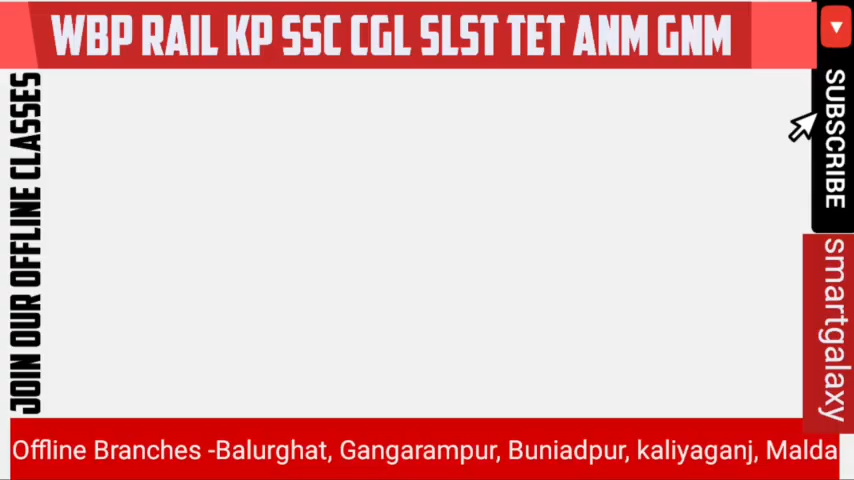 WBP RAIL KP SSC CGL SLST TET ANM GNM
JOIN OUR OFFLINE CLASSES
SUBSCRIBE
smartgalaxy
Offline Branches -Balurghat, Gangarampur, Buniadpur, kaliyaganj, Malda